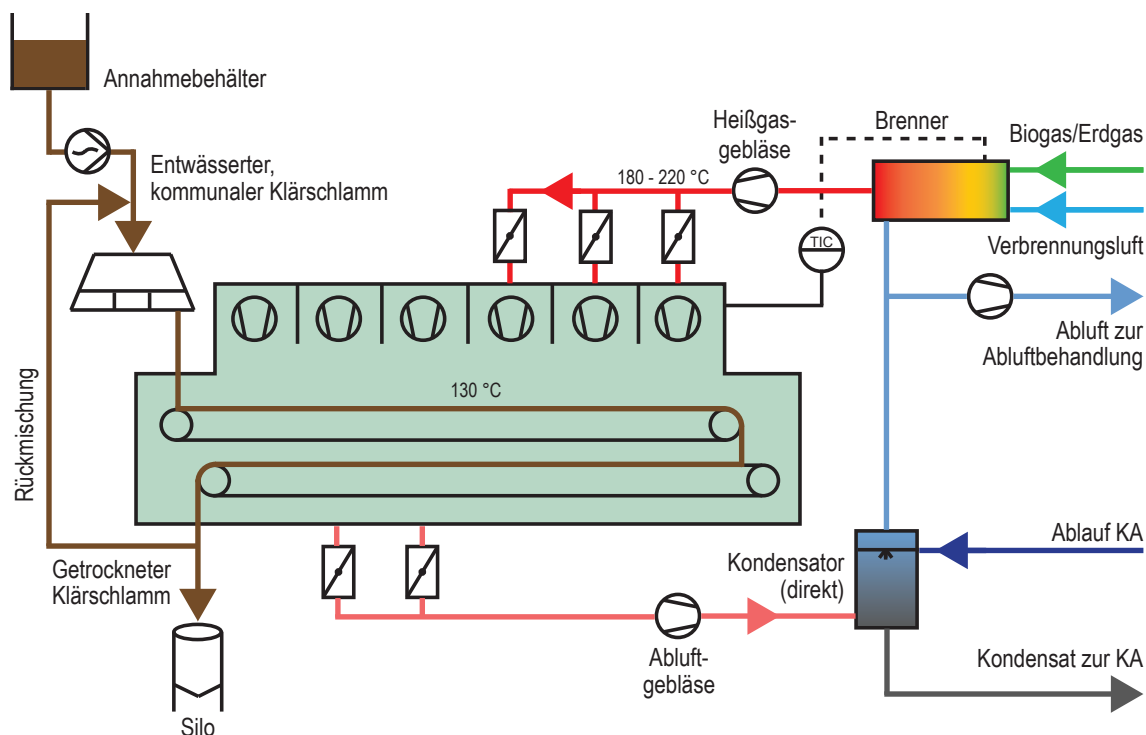 Annahmebehälter
Entwässerter,
kommunaler Klärschlamm
Heißgas-
gebläse
Brenner
Biogas/Erdgas
180 - 220 °C
TIC
Verbrennungsluft
Abluft zur
Abluftbehandlung
130 °C
Rückmischung
Getrockneter
Klärschlamm
Silo
Abluft-
gebläse
Kondensator
(direkt)
Ablauf KA
Kondensat zur KA